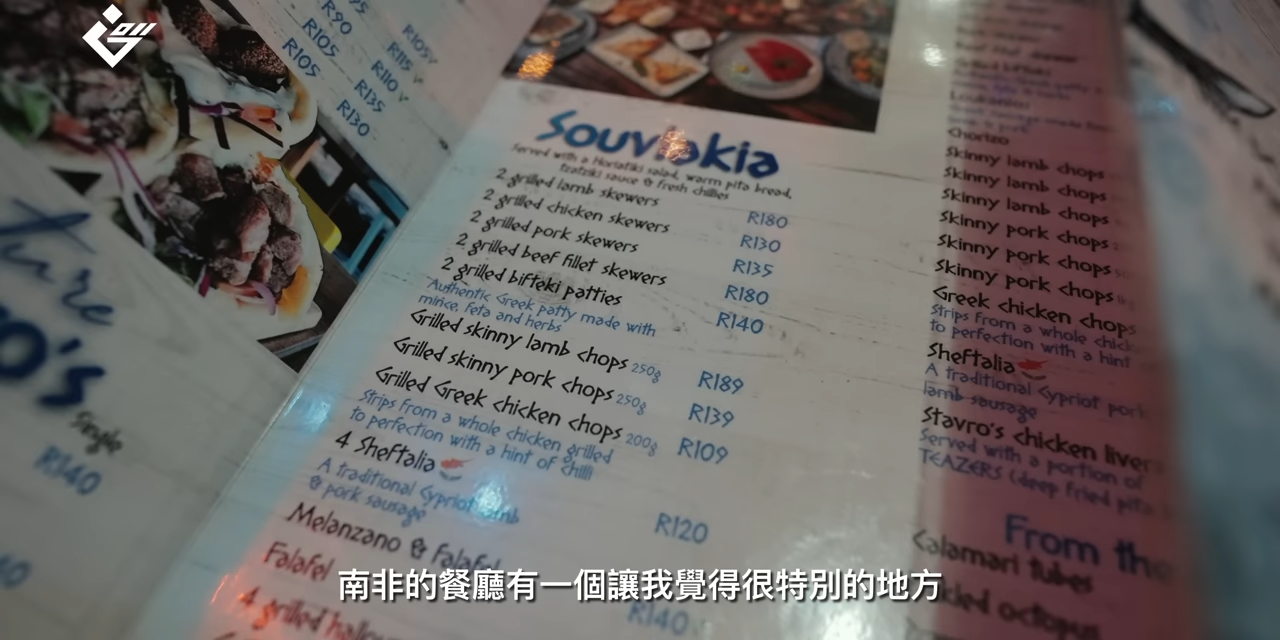 R95
R90
R105
R105
R105
R115
R110
R135
R130
Souvlakia
Served with a Horiatiki salad, warm pita bread,
tzatziki sauce & fresh chillies
2 grilled lamb skewers R180
2 grilled chicken skewers R130
2 grilled pork skewers R135
2 grilled beef fillet skewers R180
2 grilled bifteki patties R140
Authentic Greek patty made with
mince, feta and herbs
Grilled skinny lamb chops 250g R189
Grilled skinny pork chops 250g R139
Grilled Greek chicken chops 200g R109
Strips from a whole chicken grilled
to perfection with a hint of chilli
4 Sheftalia R120
A traditional Cypriot lamb
& pork sausage
Melanzano & Falafel R140
Falafel
4 grilled
Single
R140
Chorizo
Skinny lamb chops
Skinny lamb chops
Skinny lamb chops
Skinny pork chops
Skinny pork chops
Skinny pork chops
Greek chicken chops
Strips from a whole
to perfection with a hint
Sheftalia
A traditional Cypriot pork
lamb sausage
Stavro's chicken liver
Served with a portion of
TEAZERS (deep fried pita
From the
Calamari tubes
octopus
南非的餐廳有一個讓我覺得很特別的地方